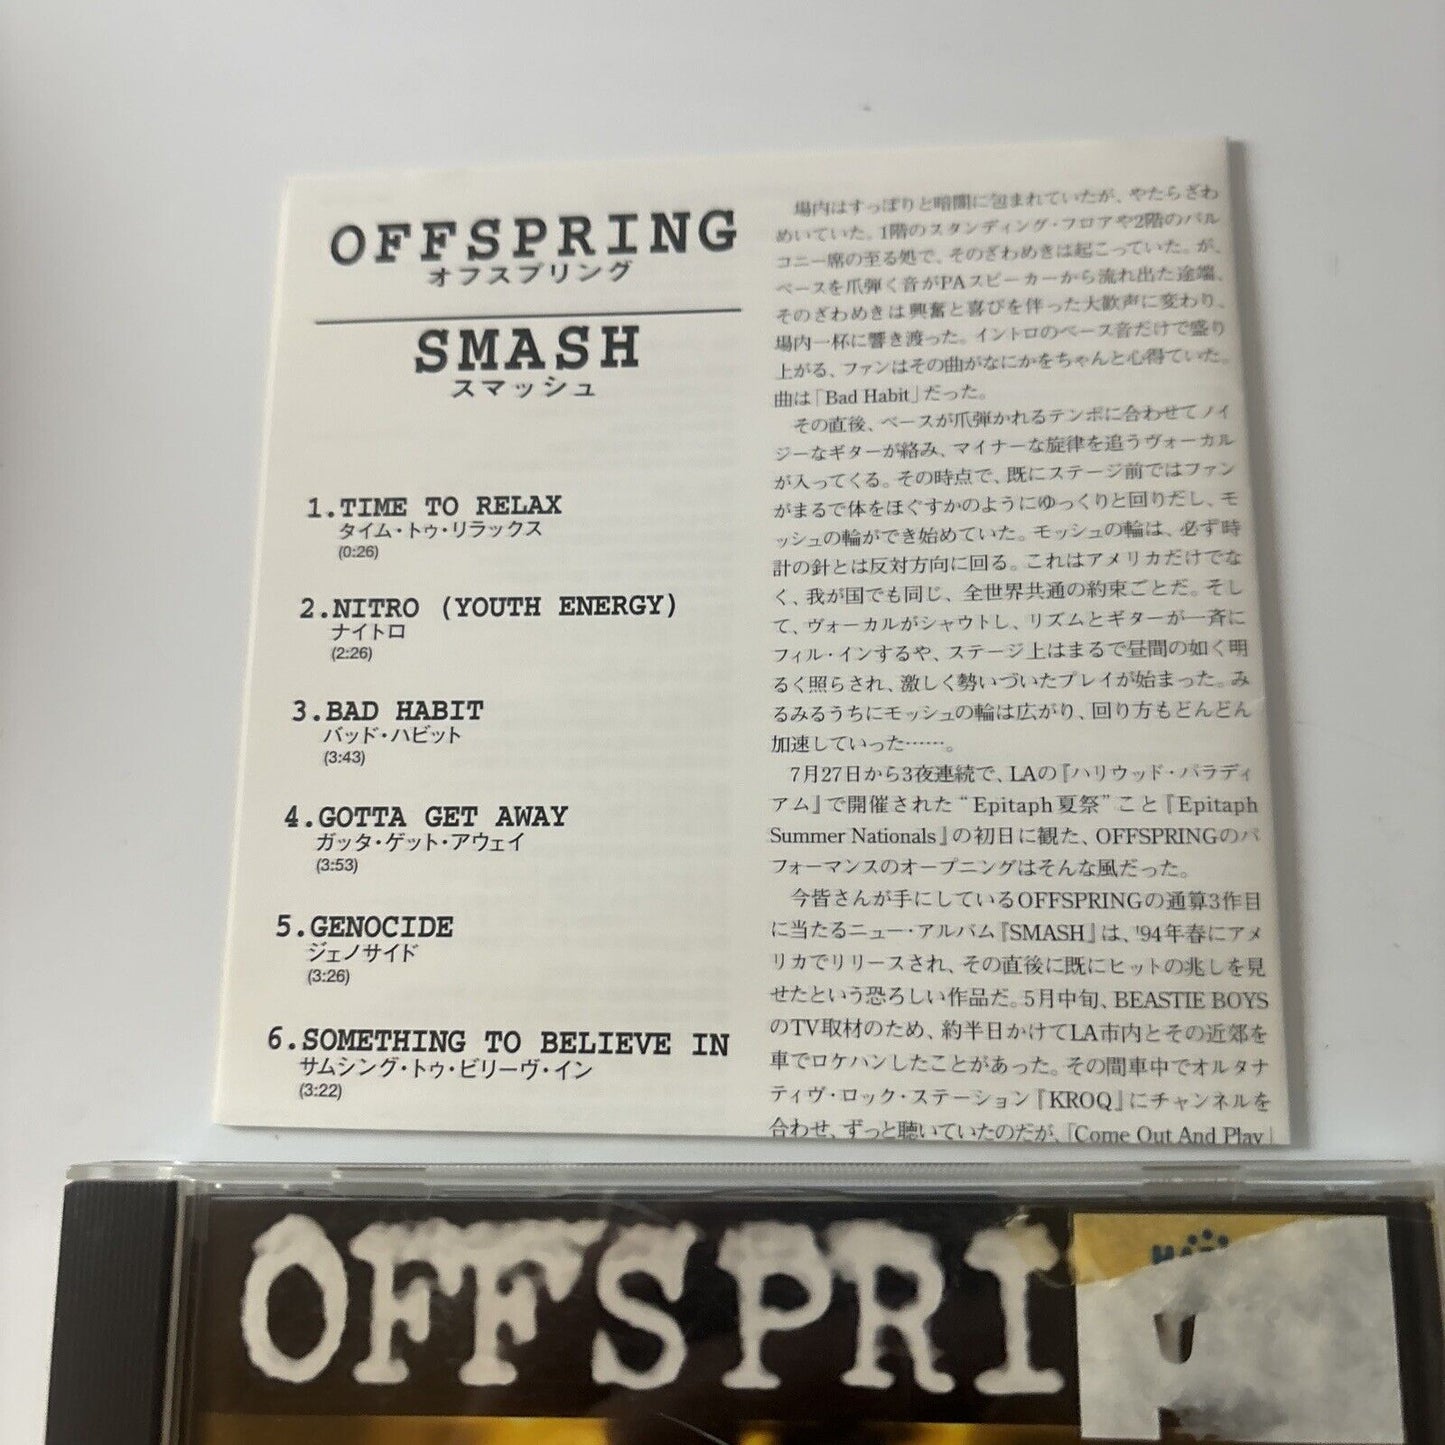 OFFSPRING
オフスプリング
SMASH
スマッシュ
1.TIME TO RELAX
タイム・トゥ・リラックス
(0:26)
2.NITRO (YOUTH ENERGY)
ナイトロ
(2:26)
3.BAD HABIT
バッド・ハビット
(3:43)
4.GOTTA GET AWAY
ガッタ・ゲット・アウェイ
(3:53)
5.GENOCIDE
ジェノサイド
(3:26)
6.SOMETHING TO BELIEVE IN
サムシング・トゥ・ビリーヴ・イン
(3:22)
場内はすっぽりと暗闇に包まれていたが、やたらざわ
めいていた。1階のスタンディング・フロアや2階のバル
コニー席の至る処で、そのざわめきは起こっていた。が、
ベースを爪弾く音がPAスピーカーから流れ出た途端、
そのざわめきは興奮と喜びを伴った大歓声に変わり、
場内一杯に響き渡った。イントロのベース音だけで盛り
上がる、ファンはその曲がなにかをちゃんと心得ていた。
曲は「Bad Habit」だった。
その直後、ベースが爪弾かれるテンポに合わせてノイ
ジーなギターが絡み、マイナーな旋律を追うヴォーカル
が入ってくる。その時点で、既にステージ前ではファン
がまるで体をほぐすかのようにゆっくりと回りだし、モ
ッシュの輪ができ始めていた。モッシュの輪は、必ず時
計の針とは反対方向に回る。これはアメリカだけでな
く、我が国でも同じ、全世界共通の約束ごとだ。そし
て、ヴォーカルがシャウトし、リズムとギターが一斉に
フィル・インするや、ステージ上はまるで昼間の如く明
るく照らされ、激しく勢いづいたプレイが始まった。み
るみるうちにモッシュの輪は広がり、回り方もどんどん
加速していった……。
7月27日から3夜連続で、LAの『ハリウッド・パラディ
アム』で開催された“Epitaph夏祭”こと『Epitaph
Summer Nationals』の初日に観た、OFFSPRINGのパ
フォーマンスのオープニングはそんな風だった。
今皆さんが手にしているOFFSPRINGの通算3作目
に当たるニュー・アルバム『SMASH』は、'94年春にアメ
リカでリリースされ、その直後に既にヒットの兆しを見
せたという恐ろしい作品だ。5月中旬、BEASTIE BOYS
のTV取材のため、約半日かけてLA市内とその近郊を
車でロケハンしたことがあった。その間車中でオルタナ
ティヴ・ロック・ステーション『KROQ』にチャンネルを
合わせ、ずっと聴いていたのだが、「Come Out And Play」
OFFSPRI